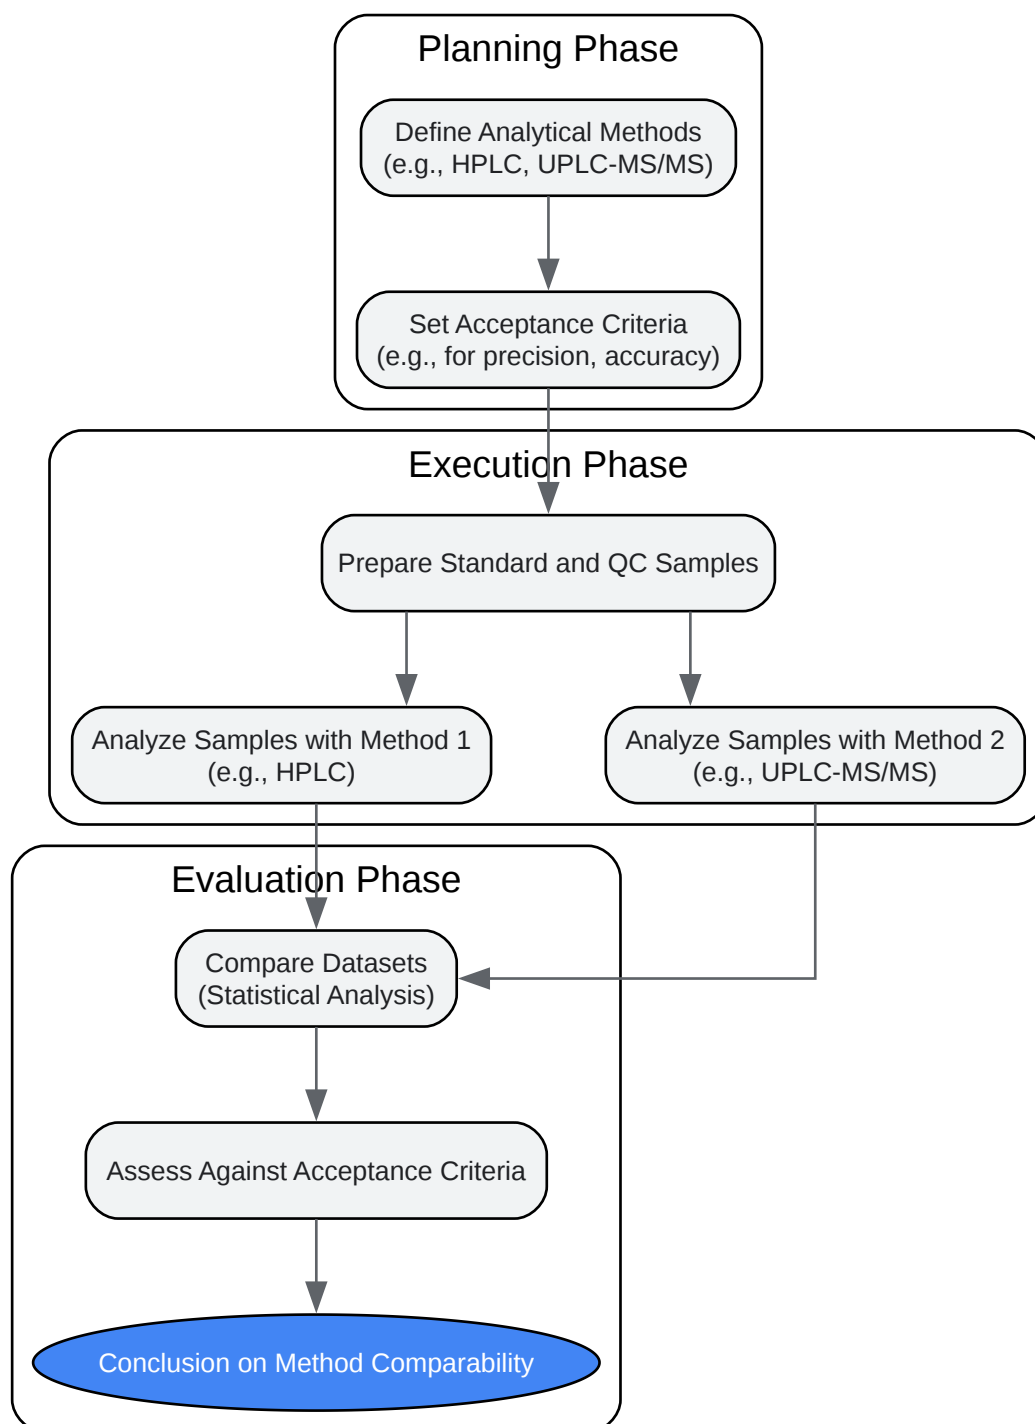 Planning Phase
Define Analytical Methods
(e.g., HPLC, UPLC-MS/MS)
Set Acceptance Criteria
(e.g., for precision, accuracy)
Execution Phase
Prepare Standard and QC Samples
Analyze Samples with Method 1
(e.g., HPLC)
Analyze Samples with Method 2
(e.g., UPLC-MS/MS)
Evaluation Phase
Compare Datasets
(Statistical Analysis)
Assess Against Acceptance Criteria
Conclusion on Method Comparability